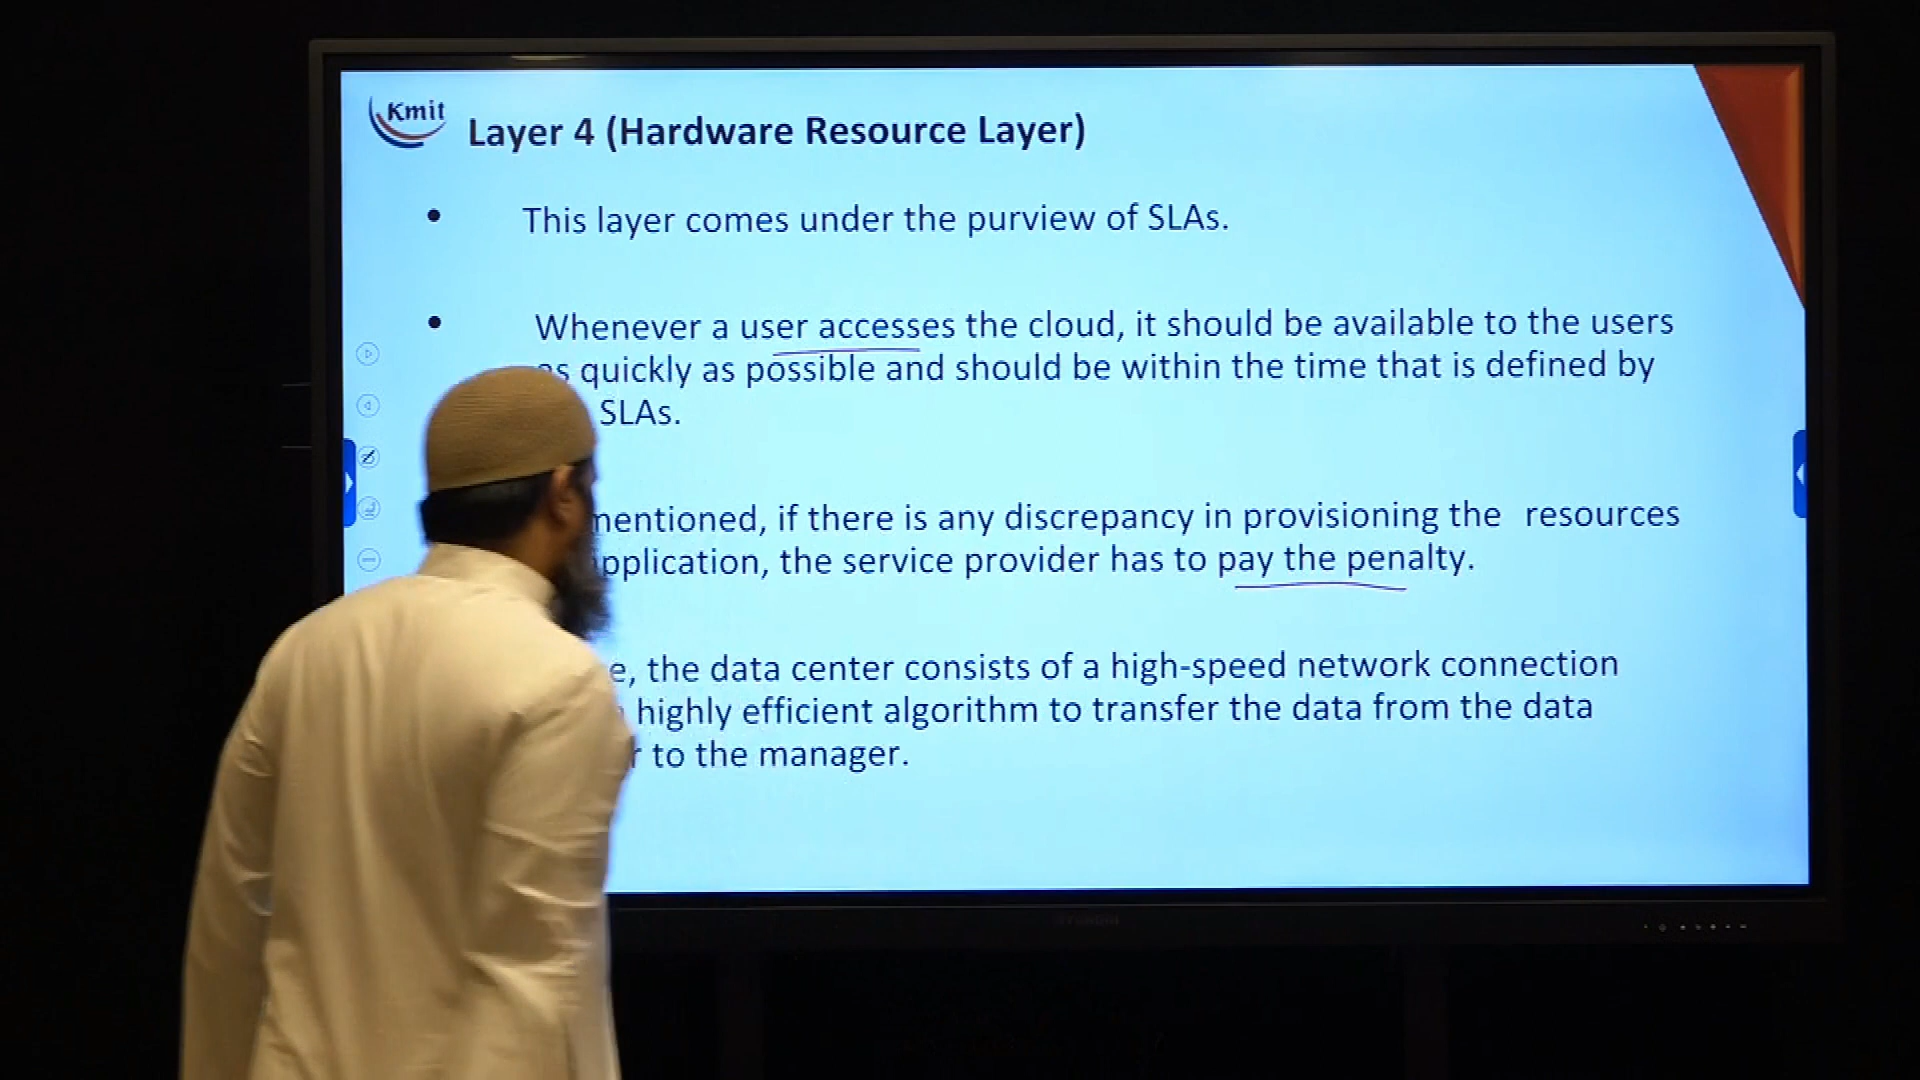 Kmit
Layer 4 (Hardware Resource Layer)
• This layer comes under the purview of SLAs.
• Whenever a user accesses the cloud, it should be available to the users
quickly as possible and should be within the time that is defined by
SLAs.
mentioned, if there is any discrepancy in provisioning the resources
application, the service provider has to pay the penalty.
the data center consists of a high-speed network connection
highly efficient algorithm to transfer the data from the data
to the manager.